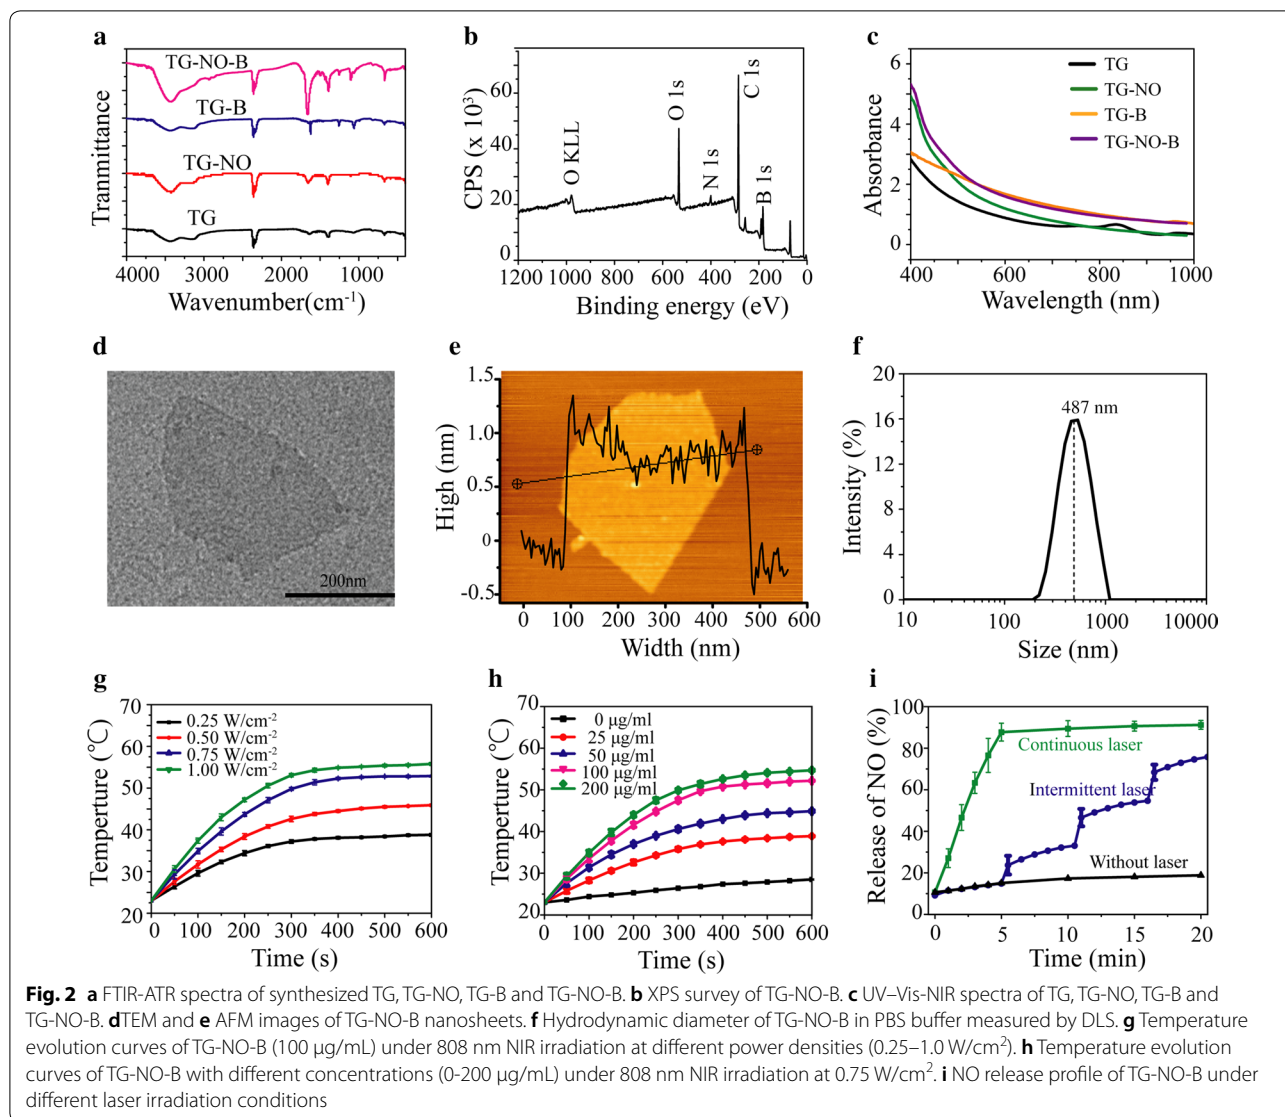 a
TG-NO-B
TG-B
TG-NO
TG
Tranmittance
4000 3000 2000 1000
Wavenumber(cm-1)
b
O KLL
O 1s
N 1s
C 1s
B 1s
CPS (x 10³)
60
40
20
0
1200 1000 800 600 400 200 0
Binding energy (eV)
c
TG
TG-NO
TG-B
TG-NO-B
Absorbance
6
4
2
0
400 600 800 1000
Wavelength (nm)
d
200nm
e
High (nm)
1.5
1.0
0.5
0
-0.5
0 100 200 300 400 500 600
Width (nm)
f
487 nm
Intensity (%)
20
16
12
8
4
0
10 100 1000 10000
Size (nm)
g
0.25 W/cm-2
0.50 W/cm-2
0.75 W/cm-2
1.00 W/cm-2
Temperture (°C)
70
60
50
40
30
20
0 100 200 300 400 500 600
Time (s)
h
0 μg/ml
25 μg/ml
50 μg/ml
100 μg/ml
200 μg/ml
Temperture (°C)
70
60
50
40
30
20
0 100 200 300 400 500 600
Time (s)
i
Continuous laser
Intermittent laser
Without laser
Release of NO (%)
100
80
60
40
20
0
0 5 10 15 20
Time (min)
Fig. 2 a FTIR-ATR spectra of synthesized TG, TG-NO, TG-B and TG-NO-B. b XPS survey of TG-NO-B. c UV–Vis-NIR spectra of TG, TG-NO, TG-B and
TG-NO-B. dTEM and e AFM images of TG-NO-B nanosheets. f Hydrodynamic diameter of TG-NO-B in PBS buffer measured by DLS. g Temperature
evolution curves of TG-NO-B (100 μg/mL) under 808 nm NIR irradiation at different power densities (0.25–1.0 W/cm²). h Temperature evolution
curves of TG-NO-B with different concentrations (0-200 μg/mL) under 808 nm NIR irradiation at 0.75 W/cm². i NO release profile of TG-NO-B under
different laser irradiation conditions